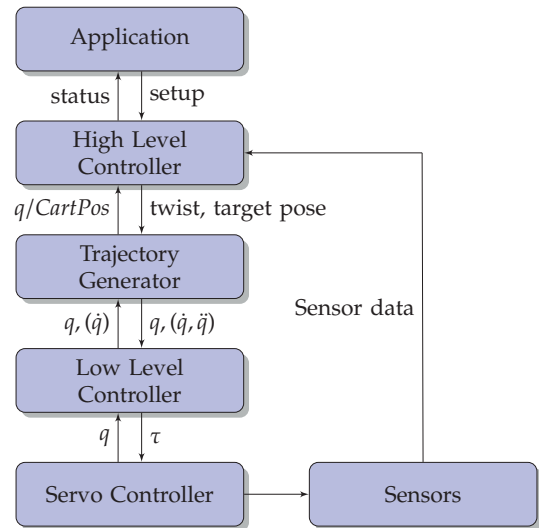 Application
status
setup
High Level
Controller
q/CartPos
twist, target pose
Trajectory
Generator
Sensor data
q, (q̇)
q, (q̇, q̈)
Low Level
Controller
q
τ
Servo Controller
Sensors